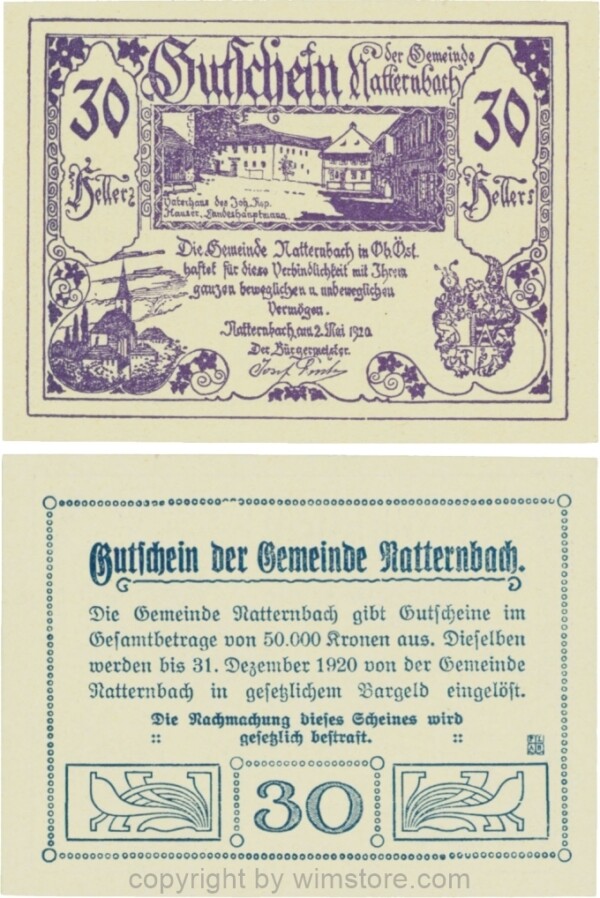 Gutschein der Gemeinde
Natternbach
30
30
Heller
Hellers
Vaterhaus des Joh. Nep.
Hauser, Landeshauptmann
Die Gemeinde Natternbach in Ob. Öst.
haftet für diese Verbindlichkeit mit Ihrem
ganzen beweglichen u. unbeweglichen
Vermögen.
Natternbach, am 2. Mai 1920
Der Bürgermeister.
Gutschein der Gemeinde Natternbach.
Die Gemeinde Natternbach gibt Gutscheine im
Gesamtbetrage von 50.000 Kronen aus. Dieselben
werden bis 31. Dezember 1920 von der Gemeinde
Natternbach in gesetzlichem Bargeld eingelöst.
Die Nachmachung dieses Scheines wird
:: gesetzlich bestraft. ::
30
copyright by wimstore.com